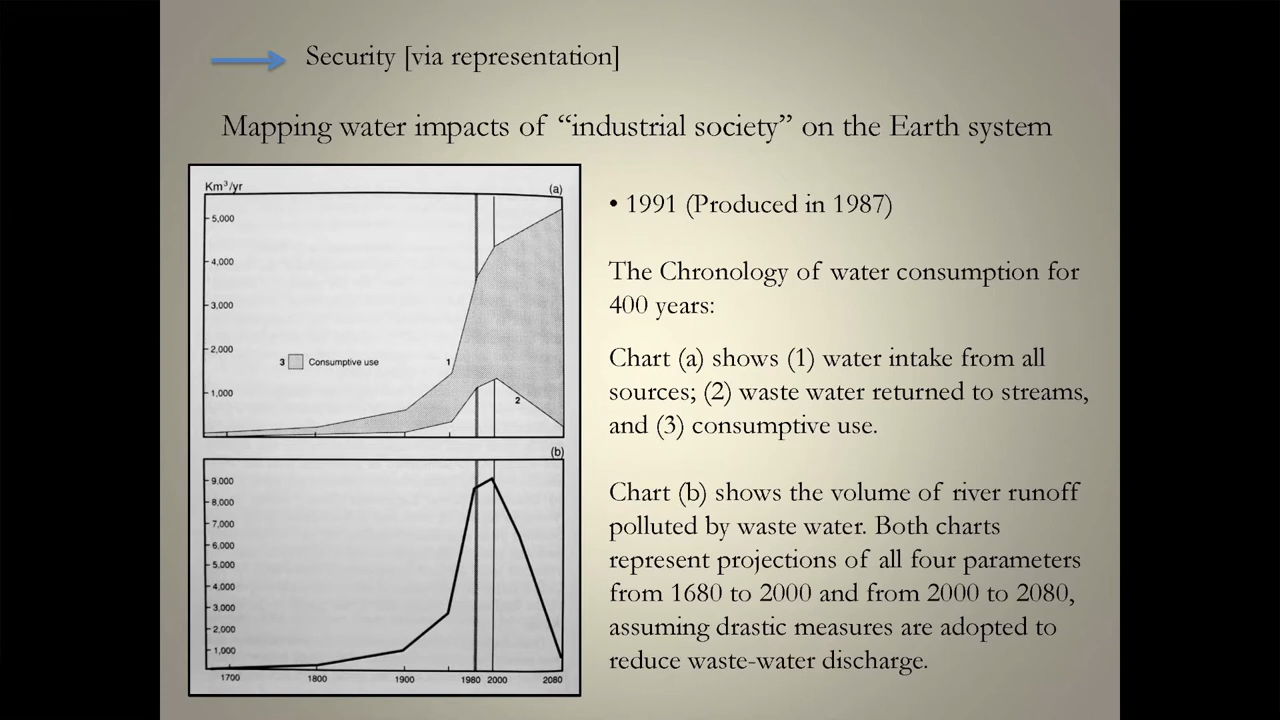 Security [via representation]
Mapping water impacts of “industrial society” on the Earth system
Km³/yr
(a)
5,000
4,000
3,000
2,000
1,000
3 Consumptive use
1
2
(b)
9,000
8,000
7,000
6,000
5,000
4,000
3,000
2,000
1,000
1700 1800 1900 1980 2000 2080
• 1991 (Produced in 1987)
The Chronology of water consumption for
400 years:
Chart (a) shows (1) water intake from all
sources; (2) waste water returned to streams,
and (3) consumptive use.
Chart (b) shows the volume of river runoff
polluted by waste water. Both charts
represent projections of all four parameters
from 1680 to 2000 and from 2000 to 2080,
assuming drastic measures are adopted to
reduce waste-water discharge.